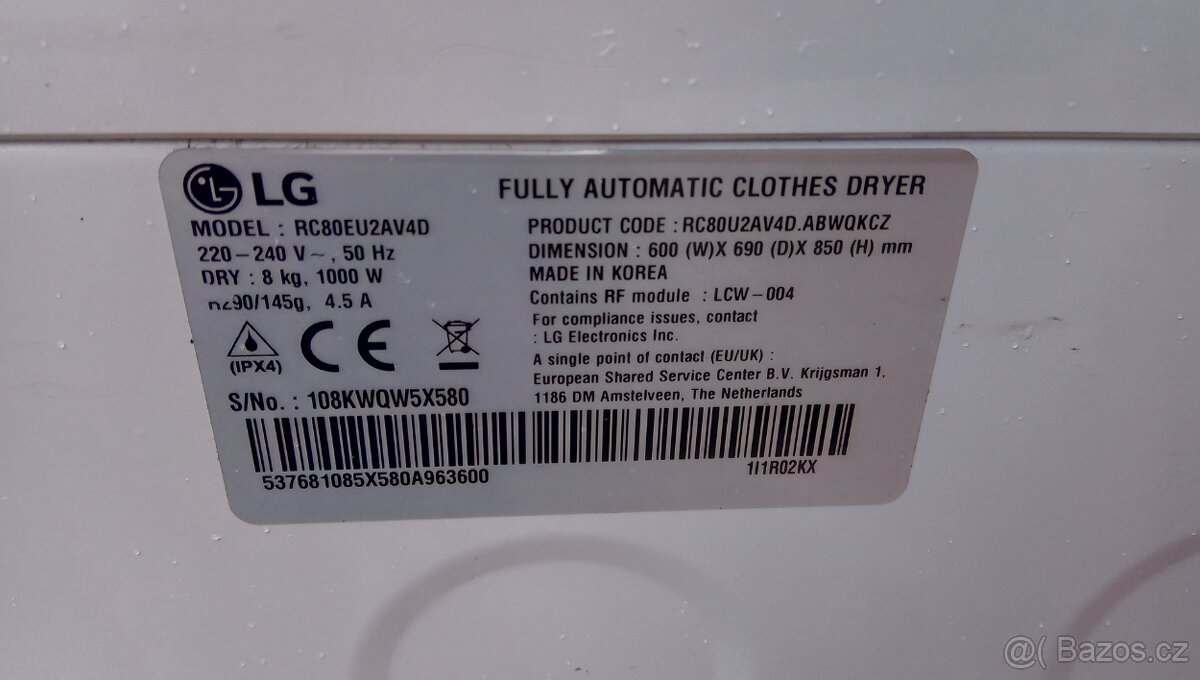 LG
FULLY AUTOMATIC CLOTHES DRYER
MODEL : RC80EU2AV4D
220-240 V~, 50 Hz
DRY : 8 kg, 1000 W
290/145g, 4.5 A
(IPX4)
CE
PRODUCT CODE : RC80U2AV4D.ABWQKCZ
DIMENSION : 600 (W)X 690 (D)X 850 (H) mm
MADE IN KOREA
Contains RF module : LCW-004
For compliance issues, contact
: LG Electronics Inc.
A single point of contact (EU/UK) :
European Shared Service Center B.V. Krijgsman 1,
1186 DM Amstelveen, The Netherlands
S/No. : 108KWQW5X580
537681085X580A963600
1I1R02KX
@( Bazos.cz